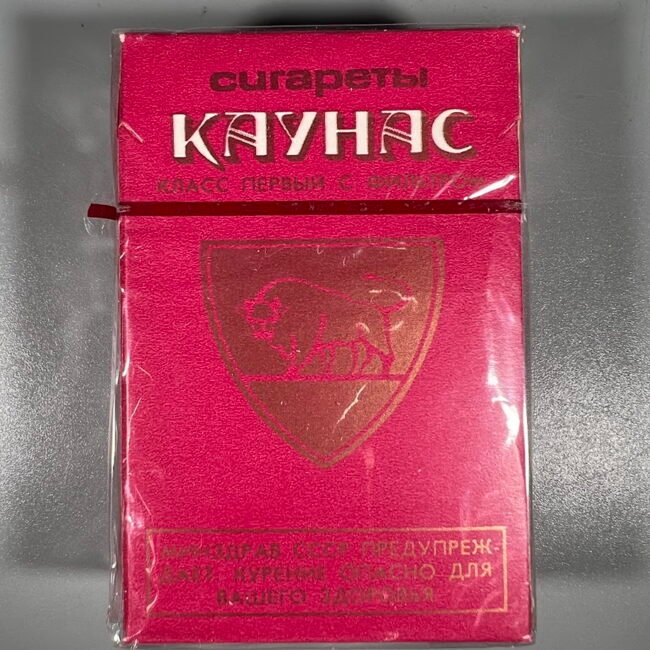 сигареты
КАУНАС
КЛАСС ПЕРВЫЙ С ФИЛЬТРОМ
МИНЗДРАВ СССР ПРЕДУПРЕЖ-
ДАЕТ. КУРЕНИЕ ОПАСНО ДЛЯ
ВАШЕГО ЗДОРОВЬЯ